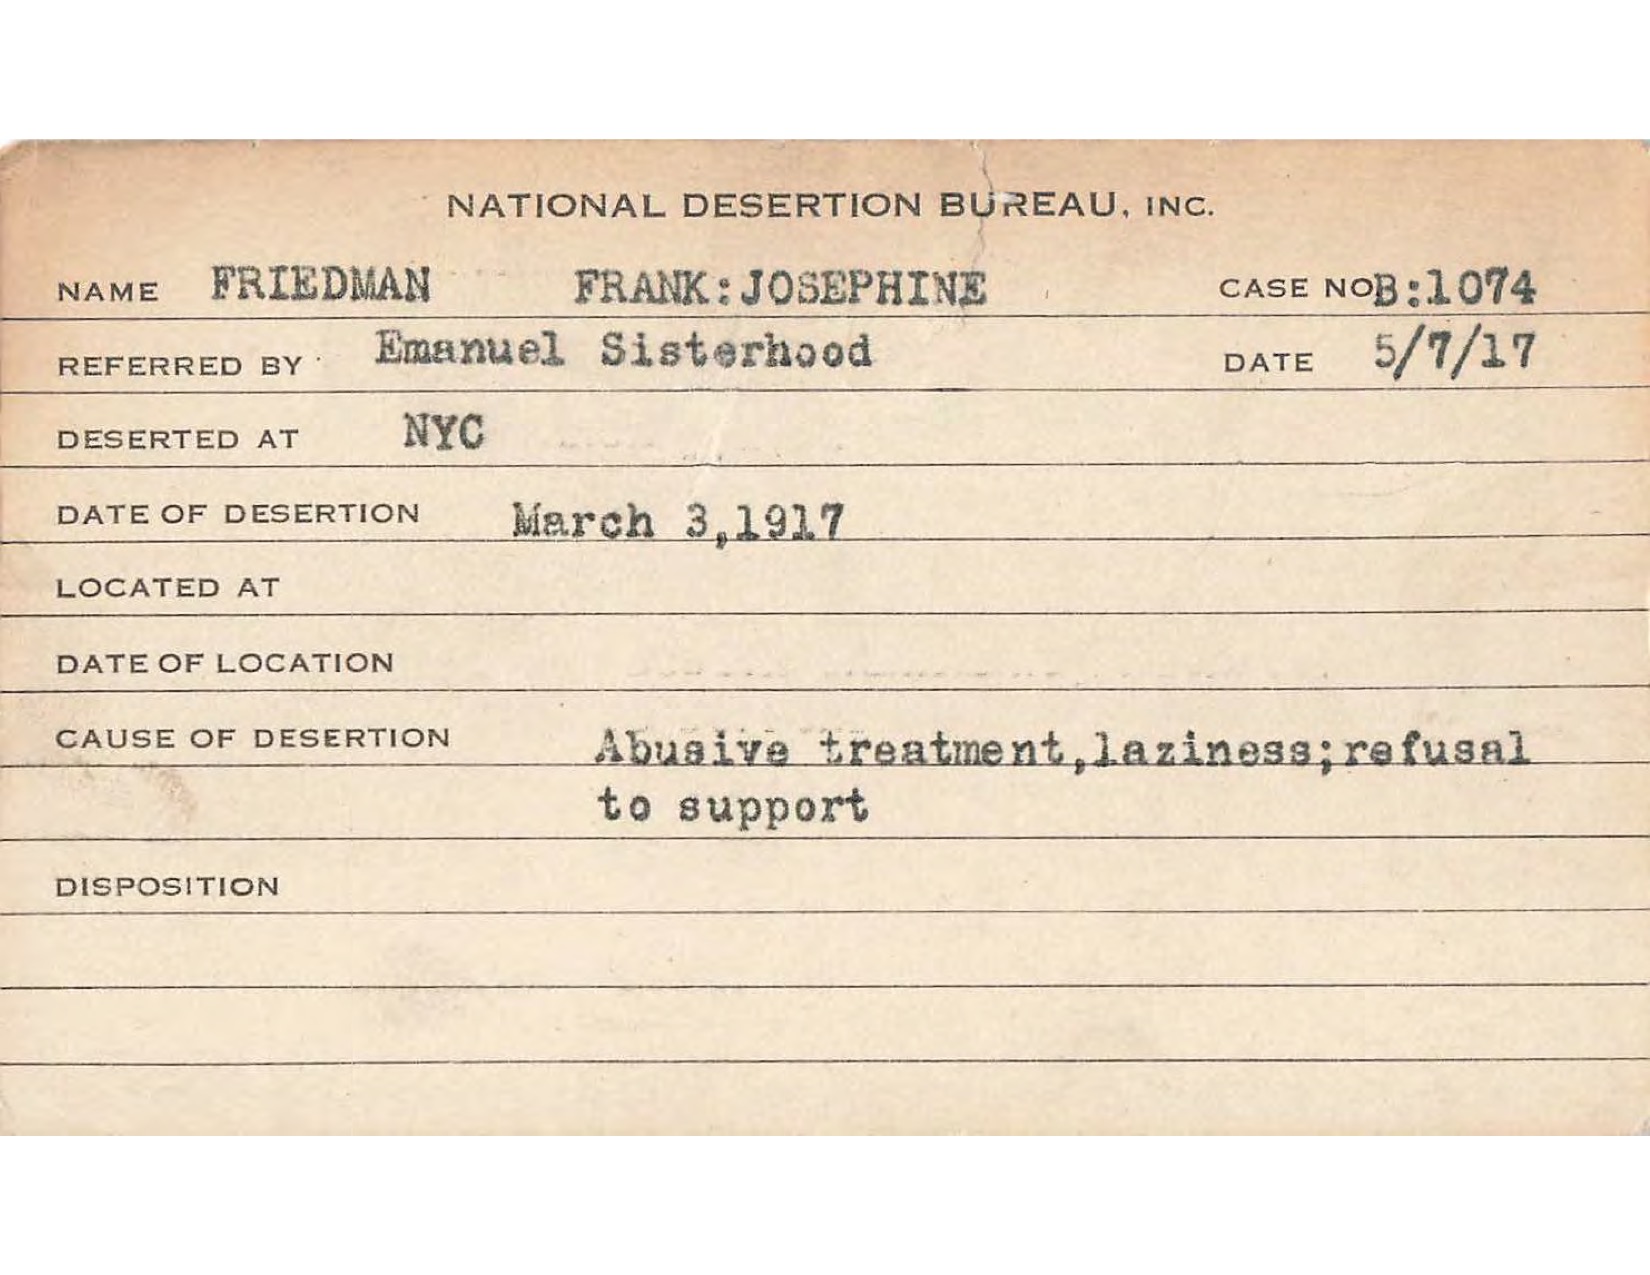 NATIONAL DESERTION BUREAU, INC.
NAME FRIEDMAN FRANK:JOSEPHINE CASE NO B:1074
REFERRED BY Emanuel Sisterhood DATE 5/7/17
DESERTED AT NYC
DATE OF DESERTION March 3,1917
LOCATED AT
DATE OF LOCATION
CAUSE OF DESERTION Abusive treatment,laziness;refusal
to support
DISPOSITION